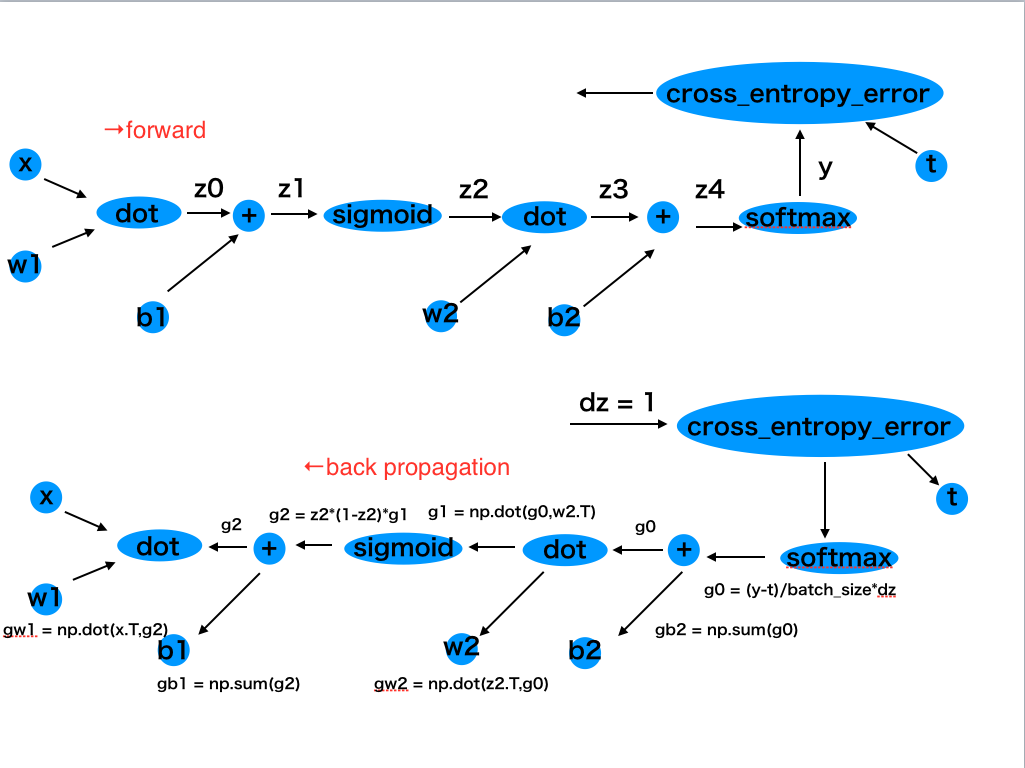 cross_entropy_error
→forward
x
t
y
z0
z1
z2
z3
z4
dot
+
sigmoid
dot
+
softmax
w1
b1
w2
b2
dz = 1
cross_entropy_error
←back propagation
x
t
g2 = z2*(1-z2)*g1
g1 = np.dot(g0,w2.T)
g2
g0
dot
+
sigmoid
dot
+
softmax
g0 = (y-t)/batch_size*dz
w1
gw1 = np.dot(x.T,g2)
b1
w2
b2
gb2 = np.sum(g0)
gb1 = np.sum(g2)
gw2 = np.dot(z2.T,g0)